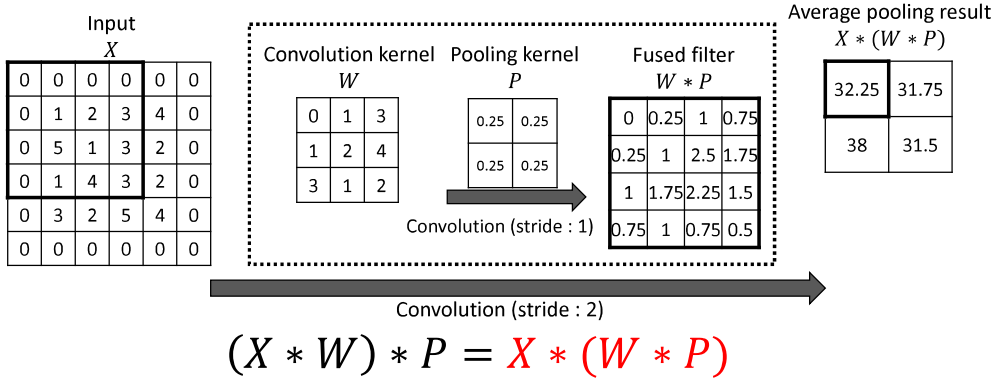 Input
X
0 0 0 0 0 0
0 1 2 3 4 0
0 5 1 3 2 0
0 1 4 3 2 0
0 3 2 5 4 0
0 0 0 0 0 0
Convolution kernel
W
0 1 3
1 2 4
3 1 2
Pooling kernel
P
0.25 0.25
0.25 0.25
Convolution (stride : 1)
Fused filter
W * P
0 0.25 1 0.75
0.25 1 2.5 1.75
1 1.75 2.25 1.5
0.75 1 0.75 0.5
Average pooling result
X * (W * P)
32.25 31.75
38 31.5
Convolution (stride : 2)
(X * W) * P = X * (W * P)